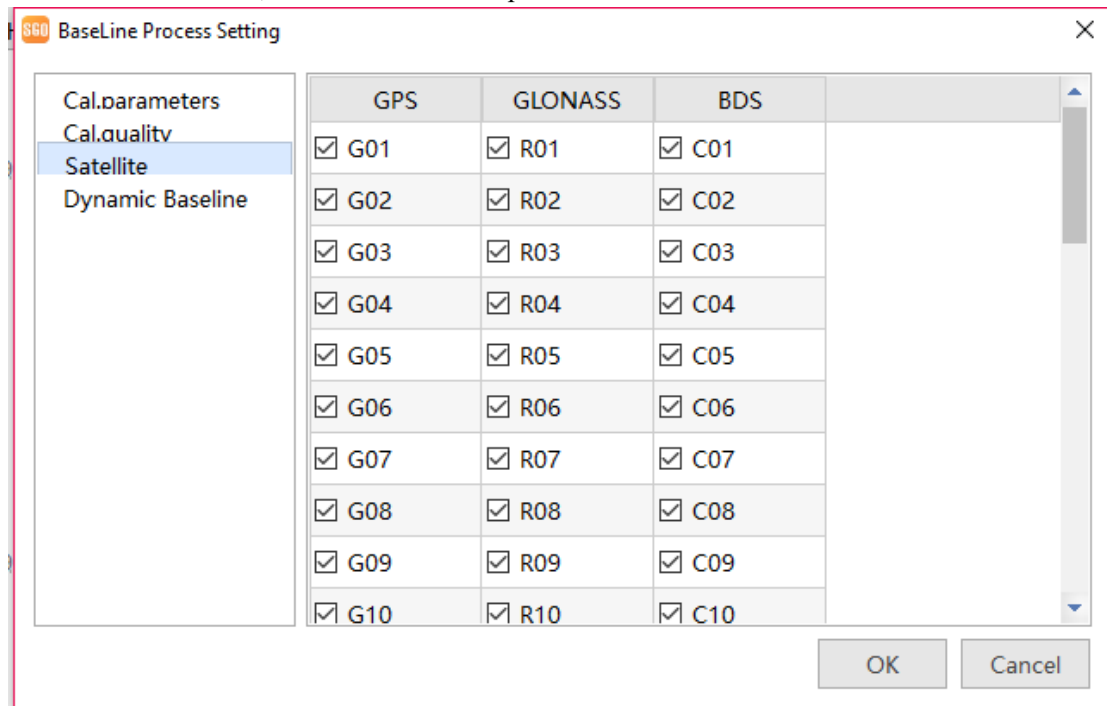 SGO BaseLine Process Setting
Cal.parameters
Cal.quality
Satellite
Dynamic Baseline
GPS GLONASS BDS
G01 R01 C01
G02 R02 C02
G03 R03 C03
G04 R04 C04
G05 R05 C05
G06 R06 C06
G07 R07 C07
G08 R08 C08
G09 R09 C09
G10 R10 C10
OK Cancel